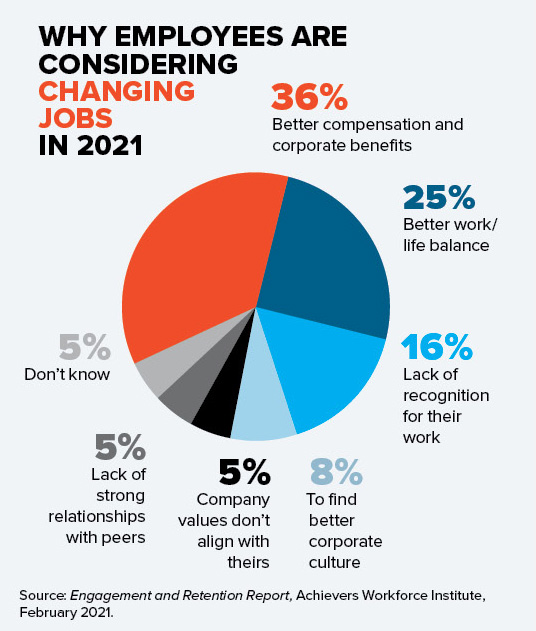 WHY EMPLOYEES ARE
CONSIDERING
CHANGING
JOBS
IN 2021
36%
Better compensation and
corporate benefits
25%
Better work/
life balance
16%
Lack of
recognition
for their
work
8%
To find
better
corporate
culture
5%
Company
values don’t
align with
theirs
5%
Lack of
strong
relationships
with peers
5%
Don’t know
Source: Engagement and Retention Report, Achievers Workforce Institute,
February 2021.